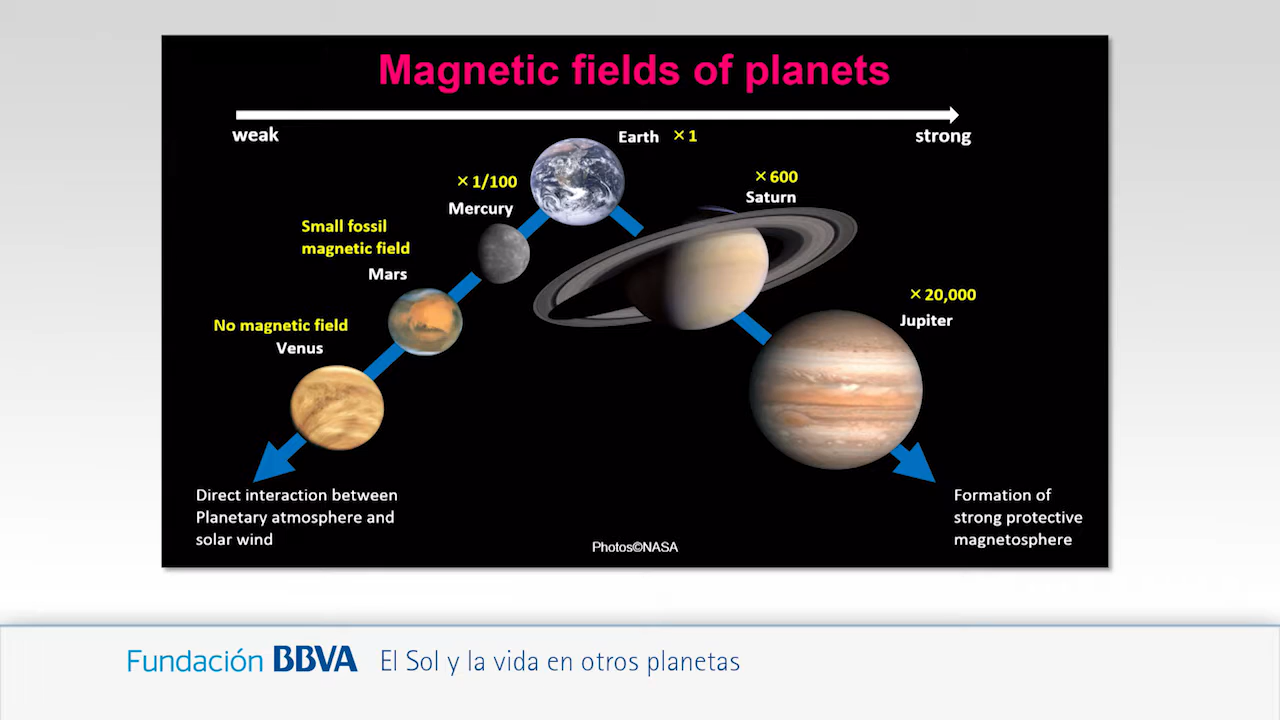 Magnetic fields of planets
weak
strong
Earth × 1
× 600
Saturn
× 1/100
Mercury
Small fossil
magnetic field
Mars
× 20,000
Jupiter
No magnetic field
Venus
Direct interaction between
Planetary atmosphere and
solar wind
Formation of
strong protective
magnetosphere
Photos©NASA
Fundación BBVA El Sol y la vida en otros planetas